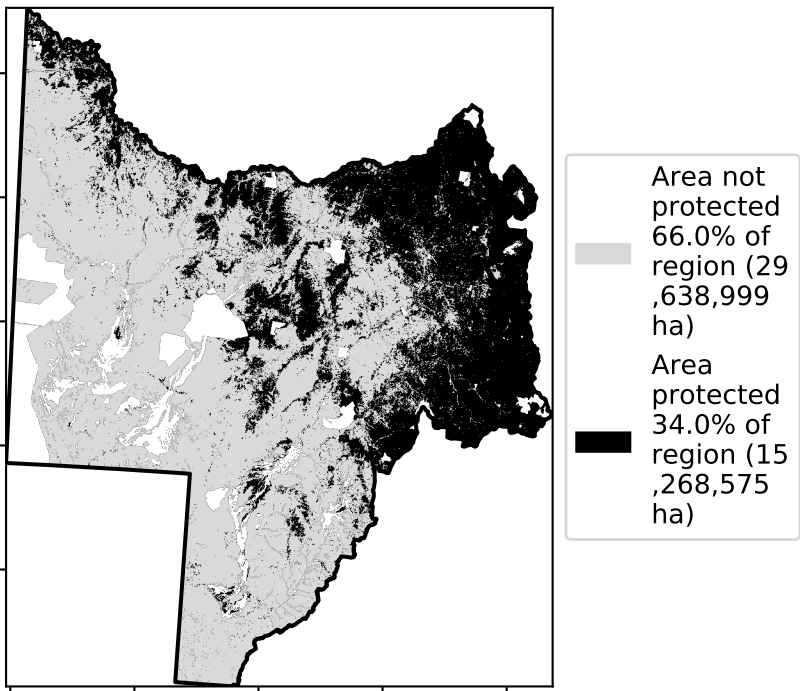 Area not
protected
66.0% of
region (29
,638,999
ha)
Area
protected
34.0% of
region (15
,268,575
ha)